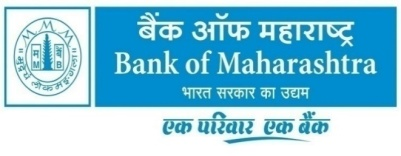 बैंक ऑफ महाराष्ट्र
Bank of Maharashtra
भारत सरकार का उद्यम
एक परिवार एक बैंक